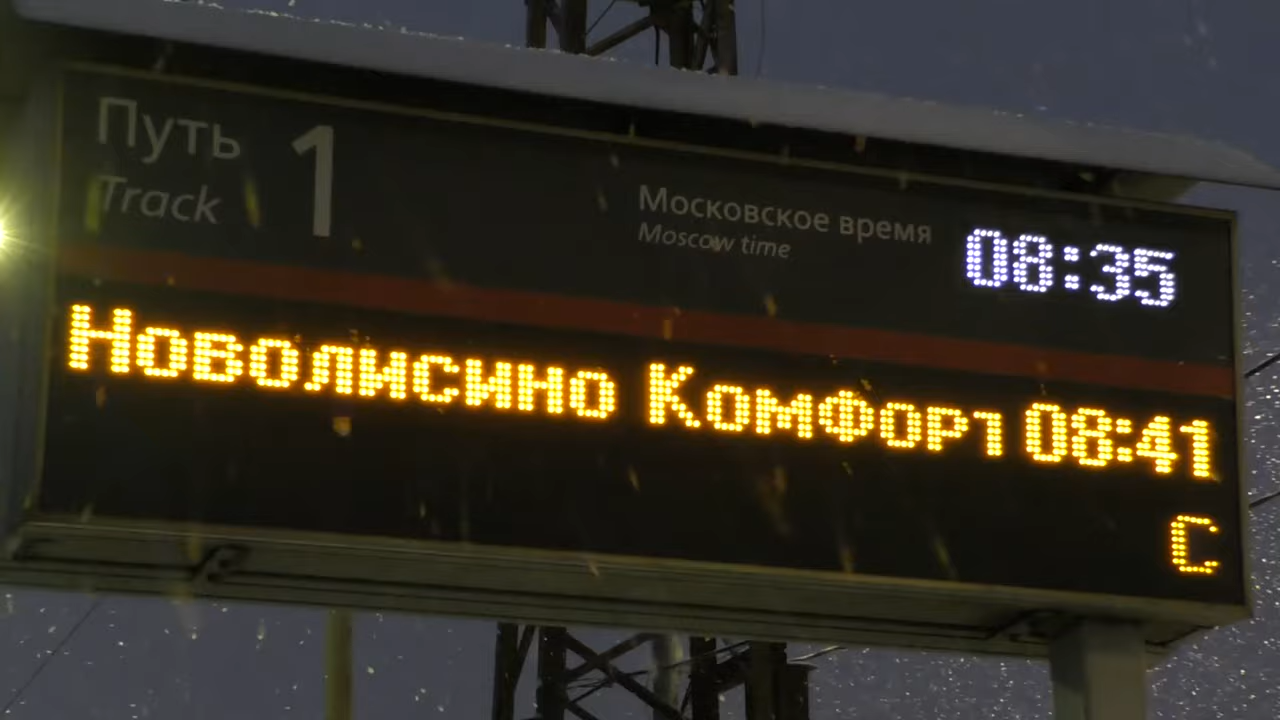 Путь 1
Track
Московское время 08:35
Moscow time
Новолисино Комфорт 08:41
С